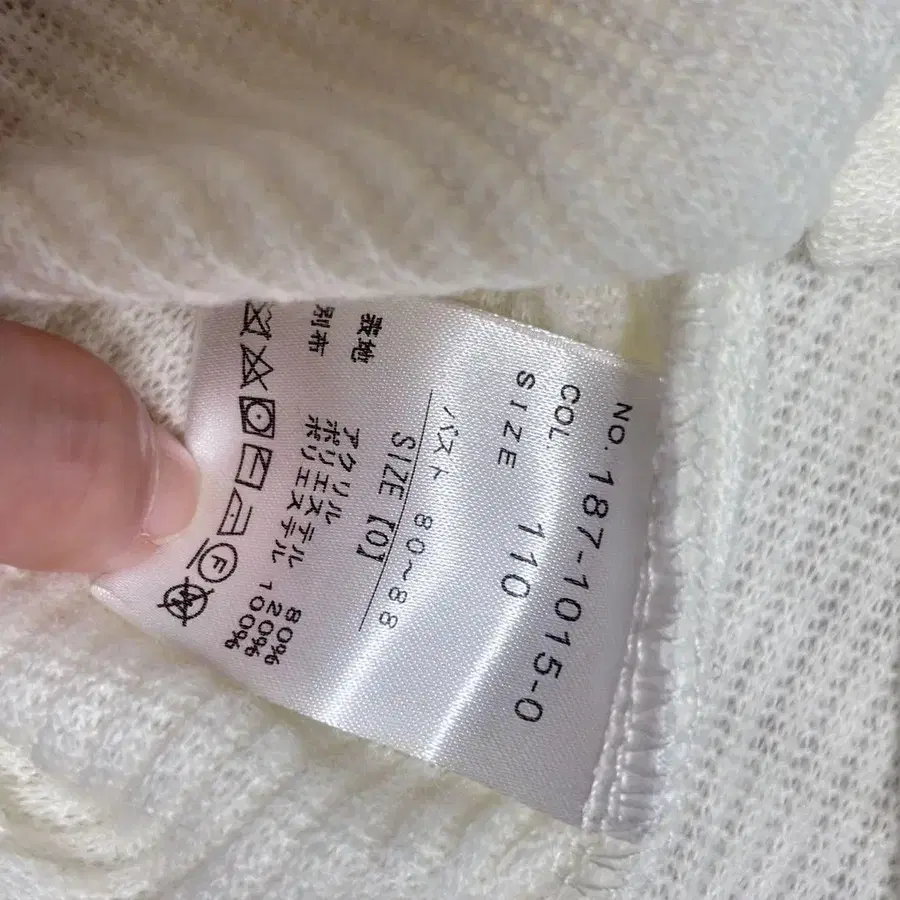 NO. 187-1015-0
COL. 110
SIZE
バスト 80~88
SIZE【0】
表地 アクリル 80%
ポリエステル 20%
別布 ポリエステル 100%
F
W